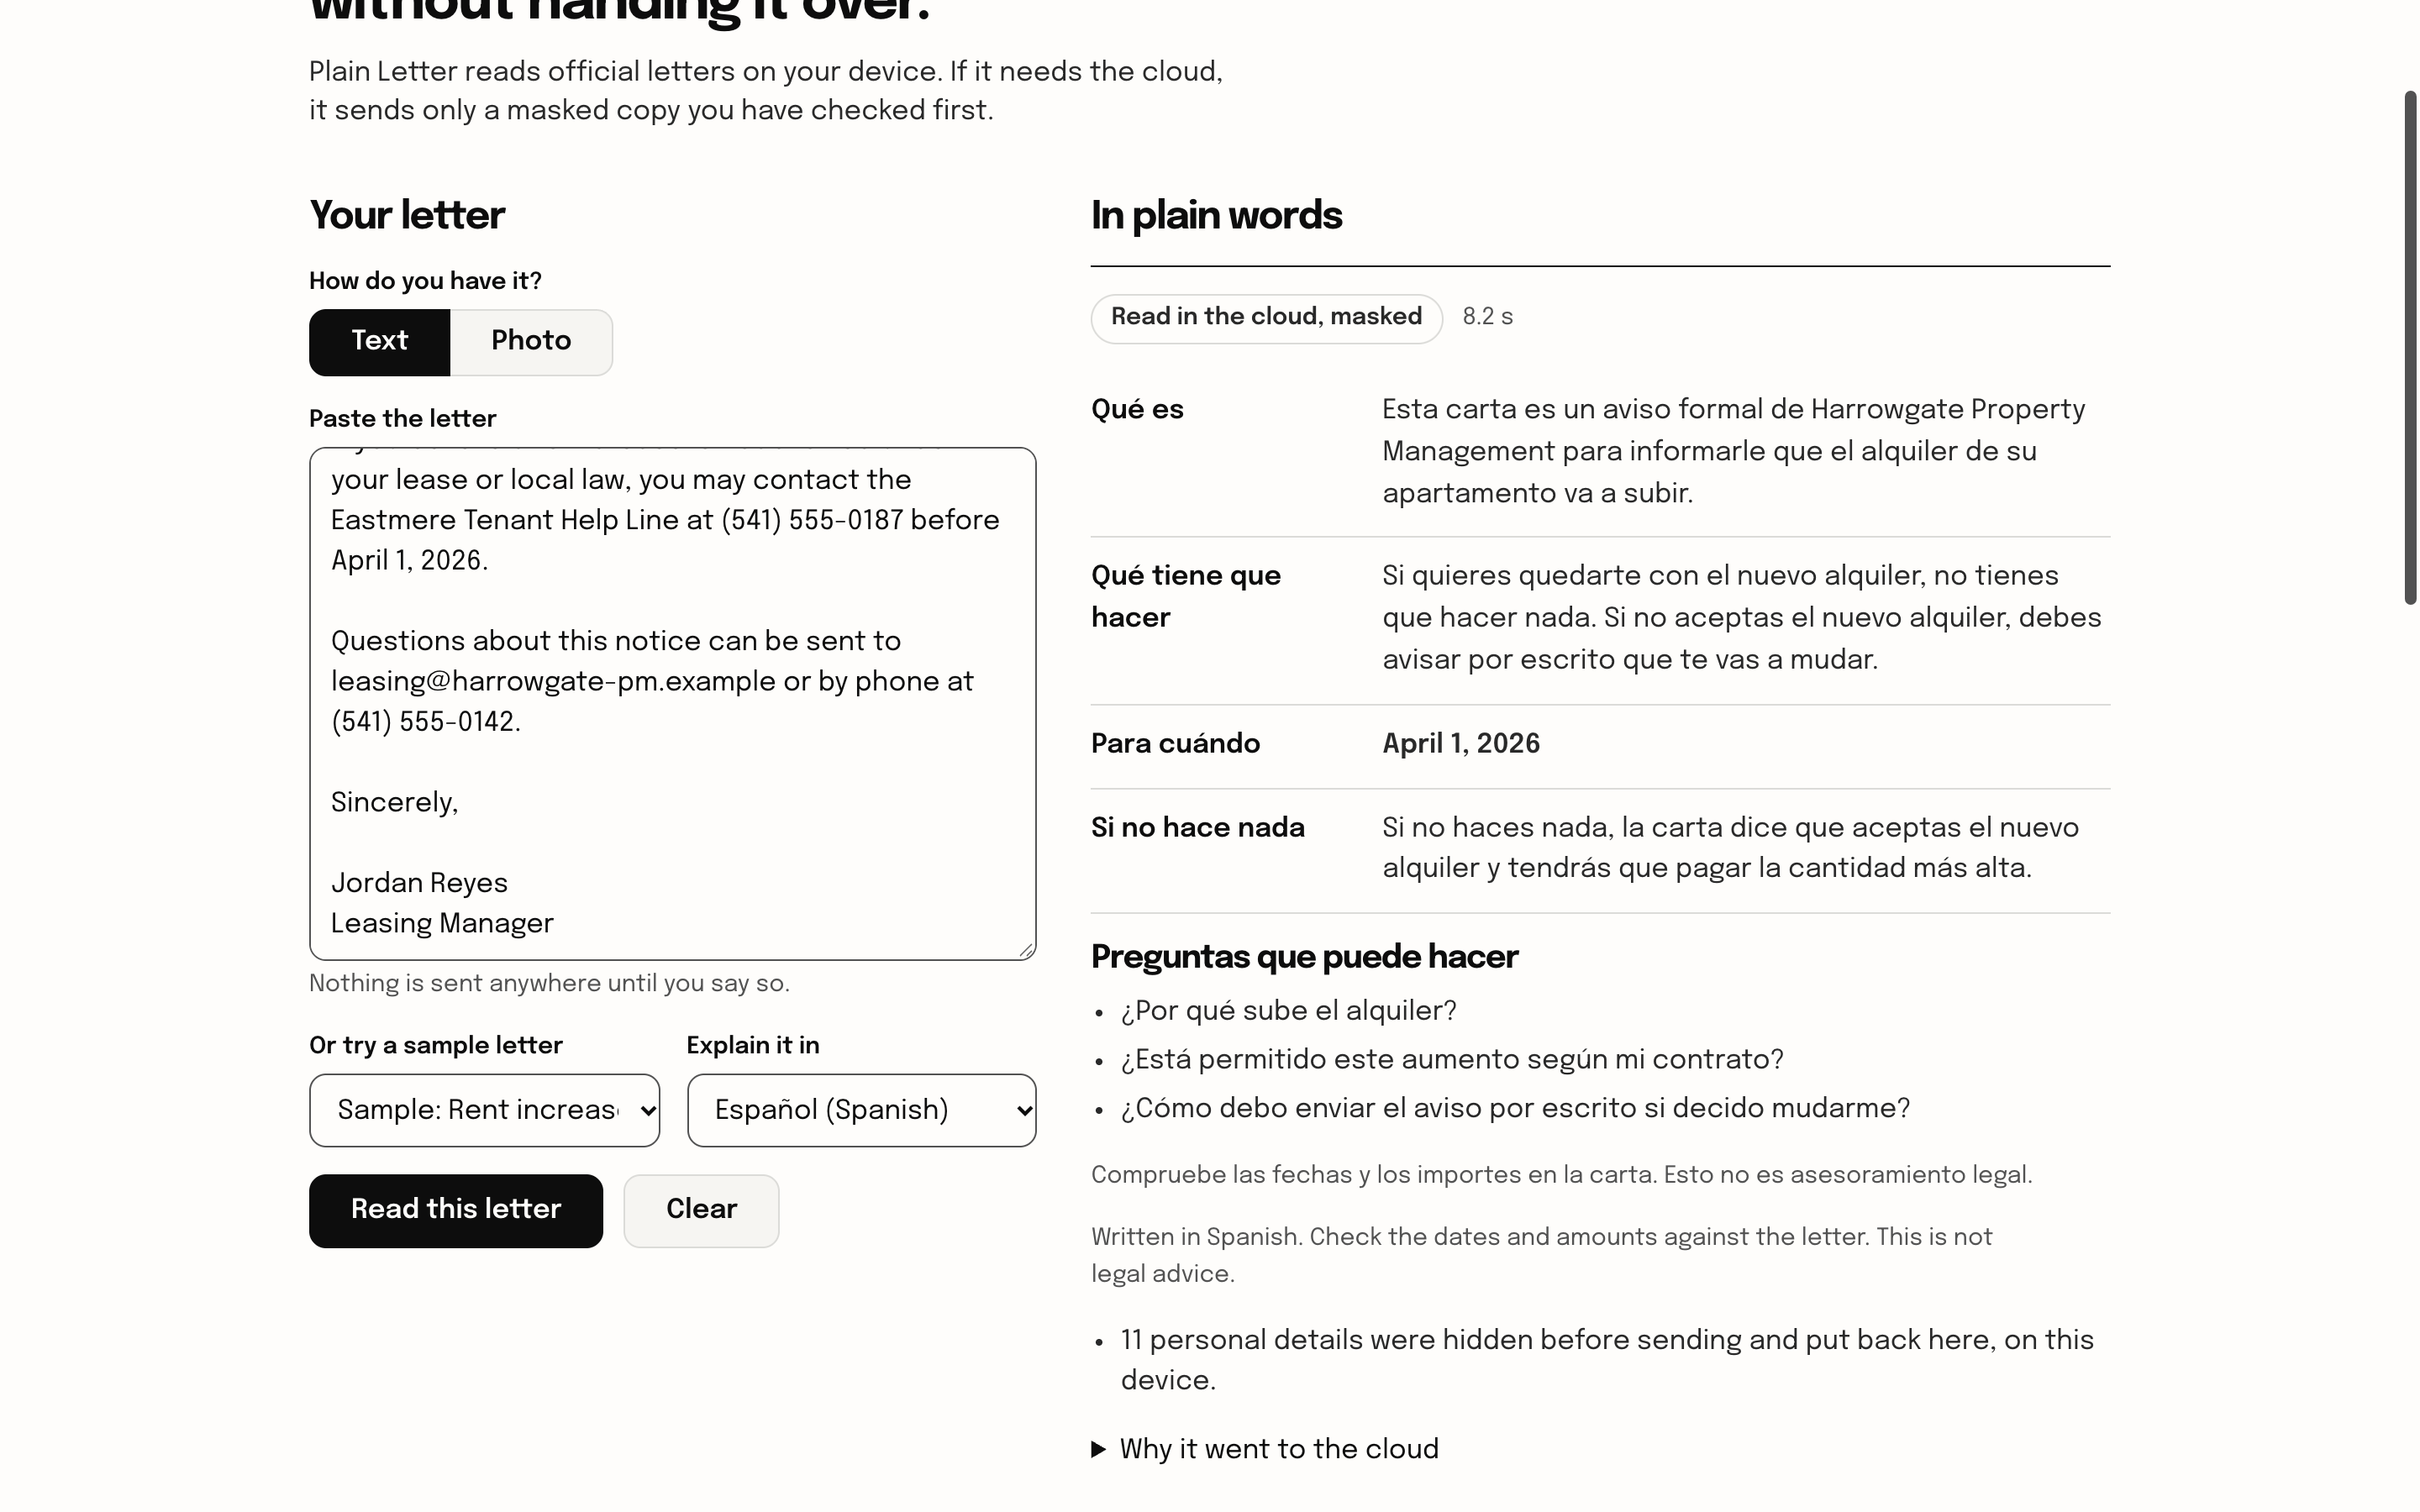 without handing it over.
Plain Letter reads official letters on your device. If it needs the cloud,
it sends only a masked copy you have checked first.
Your letter
How do you have it?
Text
Photo
Paste the letter
your lease or local law, you may contact the
Eastmere Tenant Help Line at (541) 555-0187 before
April 1, 2026.
Questions about this notice can be sent to
leasing@harrowgate-pm.example or by phone at
(541) 555-0142.
Sincerely,
Jordan Reyes
Leasing Manager
Nothing is sent anywhere until you say so.
Or try a sample letter
Explain it in
Sample: Rent increas
Español (Spanish)
Read this letter
Clear
In plain words
Read in the cloud, masked
8.2 s
Qué es
Esta carta es un aviso formal de Harrowgate Property
Management para informarle que el alquiler de su
apartamento va a subir.
Qué tiene que
hacer
Si quieres quedarte con el nuevo alquiler, no tienes
que hacer nada. Si no aceptas el nuevo alquiler, debes
avisar por escrito que te vas a mudar.
Para cuándo
April 1, 2026
Si no hace nada
Si no haces nada, la carta dice que aceptas el nuevo
alquiler y tendrás que pagar la cantidad más alta.
Preguntas que puede hacer
• ¿Por qué sube el alquiler?
• ¿Está permitido este aumento según mi contrato?
• ¿Cómo debo enviar el aviso por escrito si decido mudarme?
Compruebe las fechas y los importes en la carta. Esto no es asesoramiento legal.
Written in Spanish. Check the dates and amounts against the letter. This is not
legal advice.
• 11 personal details were hidden before sending and put back here, on this
device.
Why it went to the cloud